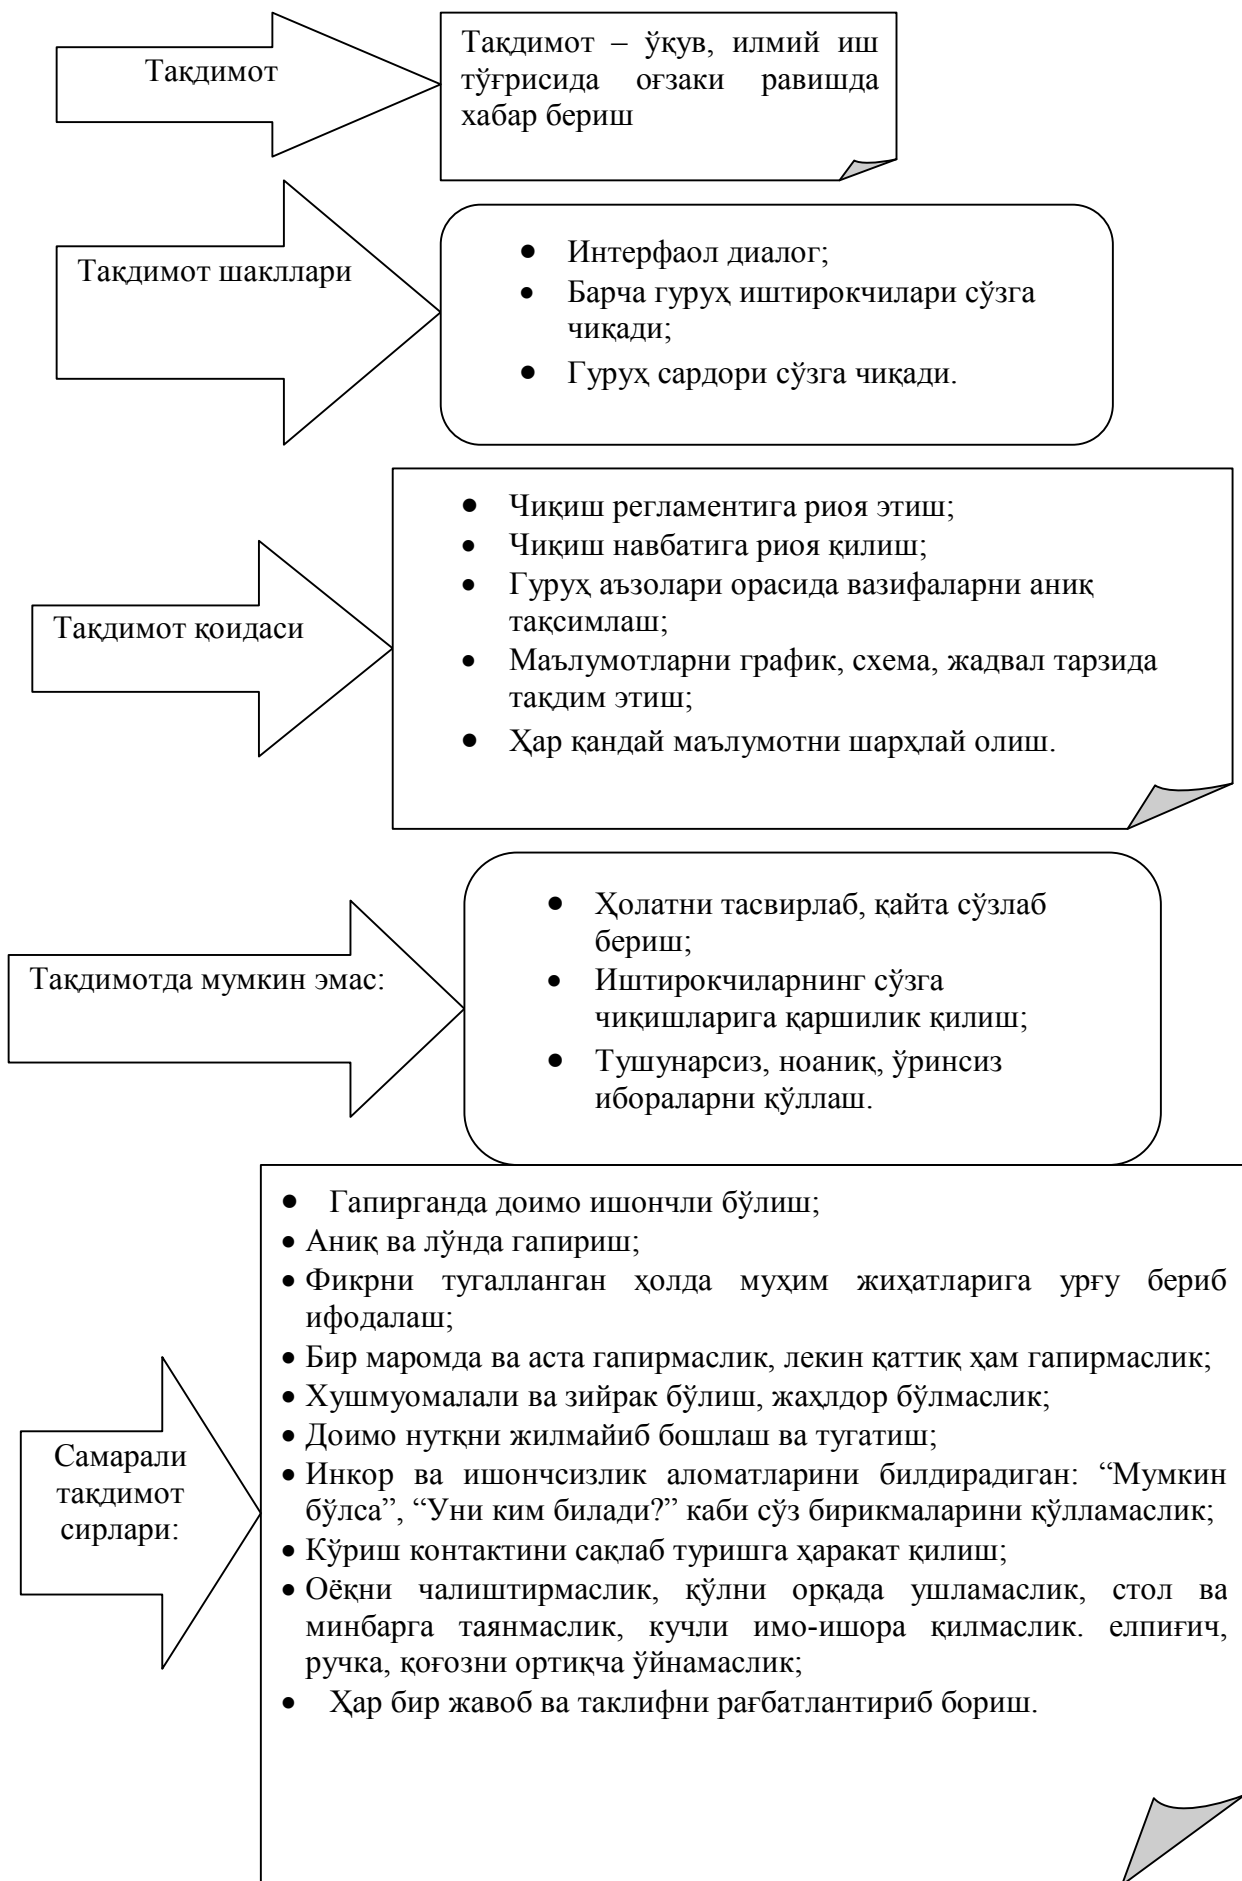 Тақдимот
Тақдимот – ўқув, илмий иш
тўғрисида оғзаки равишда
хабар бериш
Тақдимот шакллари
• Интерфаол диалог;
• Барча гуруҳ иштирокчилари сўзга
чиқади;
• Гуруҳ сардори сўзга чиқади.
Тақдимот қоидаси
• Чиқиш регламентига риоя этиш;
• Чиқиш навбатига риоя қилиш;
• Гуруҳ аъзолари орасида вазифаларни аниқ
тақсимлаш;
• Маълумотларни график, схема, жадвал тарзида
тақдим этиш;
• Ҳар қандай маълумотни шарҳлай олиш.
Тақдимотда мумкин эмас:
• Ҳолатни тасвирлаб, қайта сўзлаб
бериш;
• Иштирокчиларнинг сўзга
чиқишларига қаршилик қилиш;
• Тушунарсиз, ноаниқ, ўринсиз
ибораларни қўллаш.
Самарали
тақдимот
сирлари:
• Гапирганда доимо ишончли бўлиш;
• Аниқ ва лўнда гапириш;
• Фикрни тугалланган ҳолда муҳим жиҳатларига урғу бериб
ифодалаш;
• Бир маромда ва аста гапирмаслик, лекин қаттиқ ҳам гапирмаслик;
• Хушмуомалали ва зийрак бўлиш, жаҳлдор бўлмаслик;
• Доимо нутқни жилмайиб бошлаш ва тугатиш;
• Инкор ва ишончсизлик аломатларини билдирадиган: “Мумкин
бўлса”, “Уни ким билади?” каби сўз бирикмаларини қўлламаслик;
• Кўриш контактини сақлаб туришга ҳаракат қилиш;
• Оёқни чалиштирмаслик, қўлни орқада ушламаслик, стол ва
минбарга таянмаслик, кучли имо-ишора қилмаслик. елпиғич,
ручка, қоғозни ортиқча ўйнамаслик;
• Ҳар бир жавоб ва таклифни рағбатлантириб бориш.